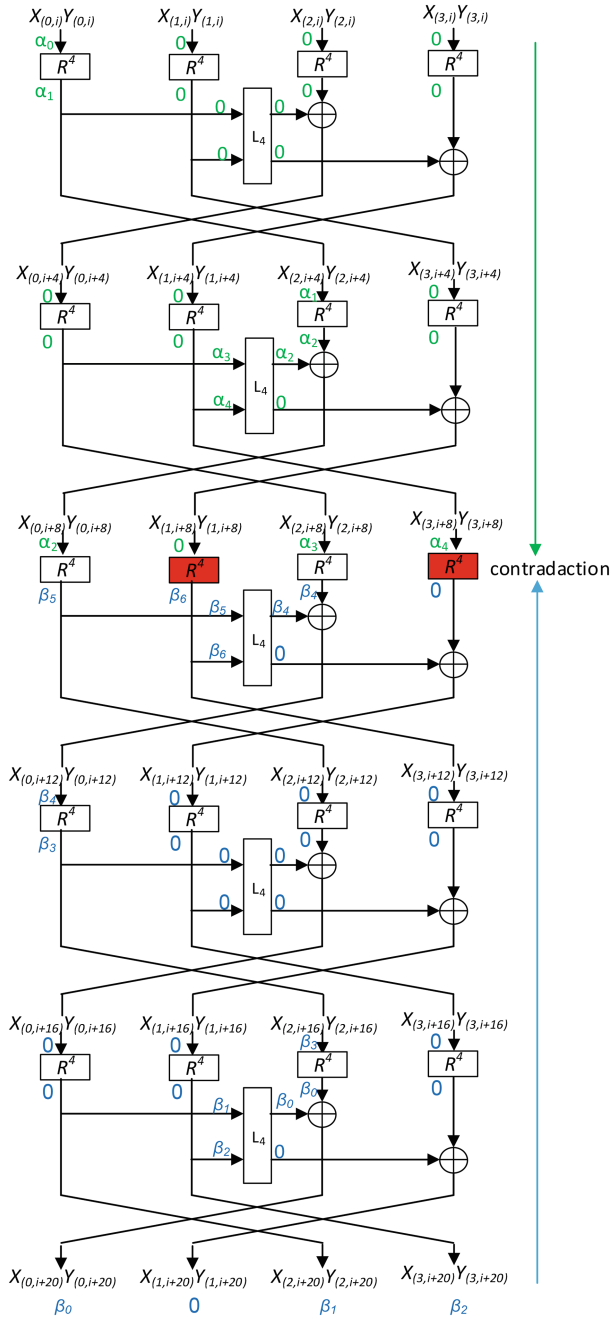 X(0,i)Y(0,i) X(1,i)Y(1,i) X(2,i)Y(2,i) X(3,i)Y(3,i)
α0 0 0 0
R4 R4 R4 R4
α1 0 0 0
0 L4 0
0 0
X(0,i+4)Y(0,i+4) X(1,i+4)Y(1,i+4) X(2,i+4)Y(2,i+4) X(3,i+4)Y(3,i+4)
0 0 α1 0
R4 R4 R4 R4
0 0 α2 0
α3 L4 α2
α4 0
X(0,i+8)Y(0,i+8) X(1,i+8)Y(1,i+8) X(2,i+8)Y(2,i+8) X(3,i+8)Y(3,i+8)
α2 0 α3 α4
R4 R4 R4 R4 contradaction
β5 β6 β4 0
β5 L4 β4
β6 0
X(0,i+12)Y(0,i+12) X(1,i+12)Y(1,i+12) X(2,i+12)Y(2,i+12) X(3,i+12)Y(3,i+12)
β4 0 0 0
R4 R4 R4 R4
β3 0 0 0
0 L4 0
0 0
X(0,i+16)Y(0,i+16) X(1,i+16)Y(1,i+16) X(2,i+16)Y(2,i+16) X(3,i+16)Y(3,i+16)
0 0 β3 0
R4 R4 R4 R4
0 0 β0 0
β1 L4 β0
β2 0
X(0,i+20)Y(0,i+20) X(1,i+20)Y(1,i+20) X(2,i+20)Y(2,i+20) X(3,i+20)Y(3,i+20)
β0 0 β1 β2